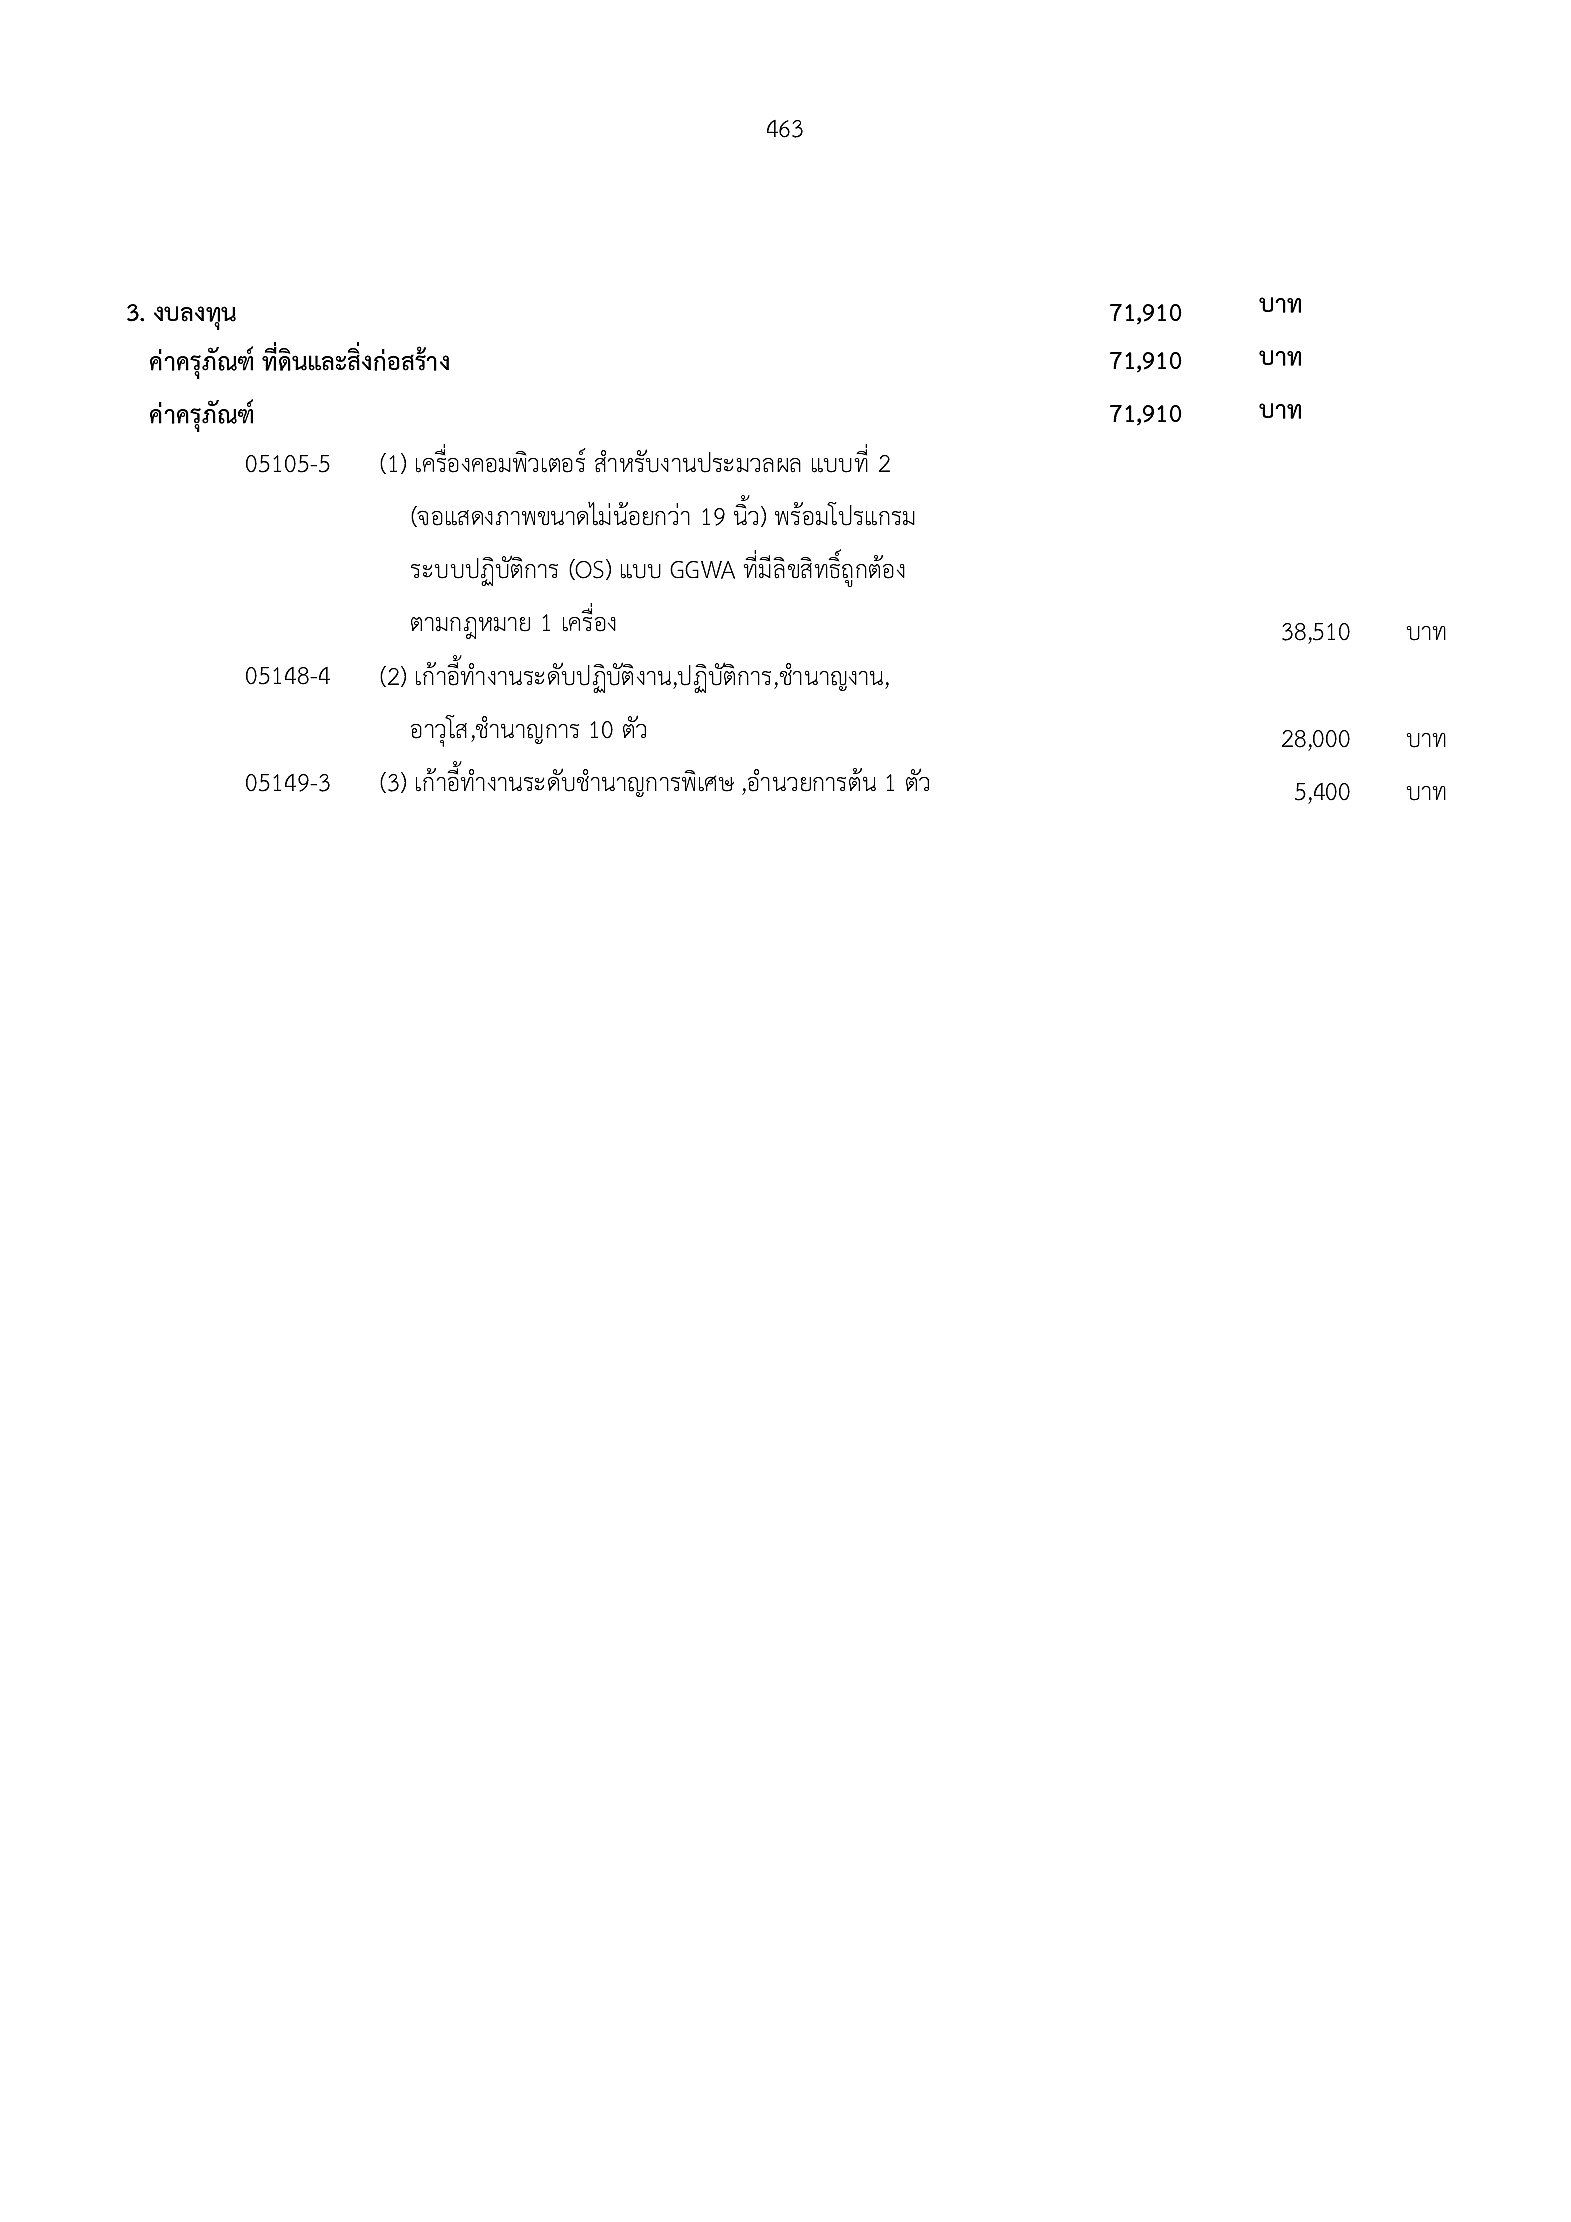 463
3. งบลงทุน 71,910 บาท
ค่าครุภัณฑ์ ที่ดินและสิ่งก่อสร้าง 71,910 บาท
ค่าครุภัณฑ์ 71,910 บาท
05105-5 (1) เครื่องคอมพิวเตอร์ สำหรับงานประมวลผล แบบที่ 2
(จอแสดงภาพขนาดไม่น้อยกว่า 19 นิ้ว) พร้อมโปรแกรม
ระบบปฏิบัติการ (OS) แบบ GGWA ที่มีลิขสิทธิ์ถูกต้อง
ตามกฎหมาย 1 เครื่อง 38,510 บาท
05148-4 (2) เก้าอี้ทำงานระดับปฏิบัติงาน,ปฏิบัติการ,ชำนาญงาน,
อาวุโส,ชำนาญการ 10 ตัว 28,000 บาท
05149-3 (3) เก้าอี้ทำงานระดับชำนาญการพิเศษ ,อำนวยการต้น 1 ตัว 5,400 บาท